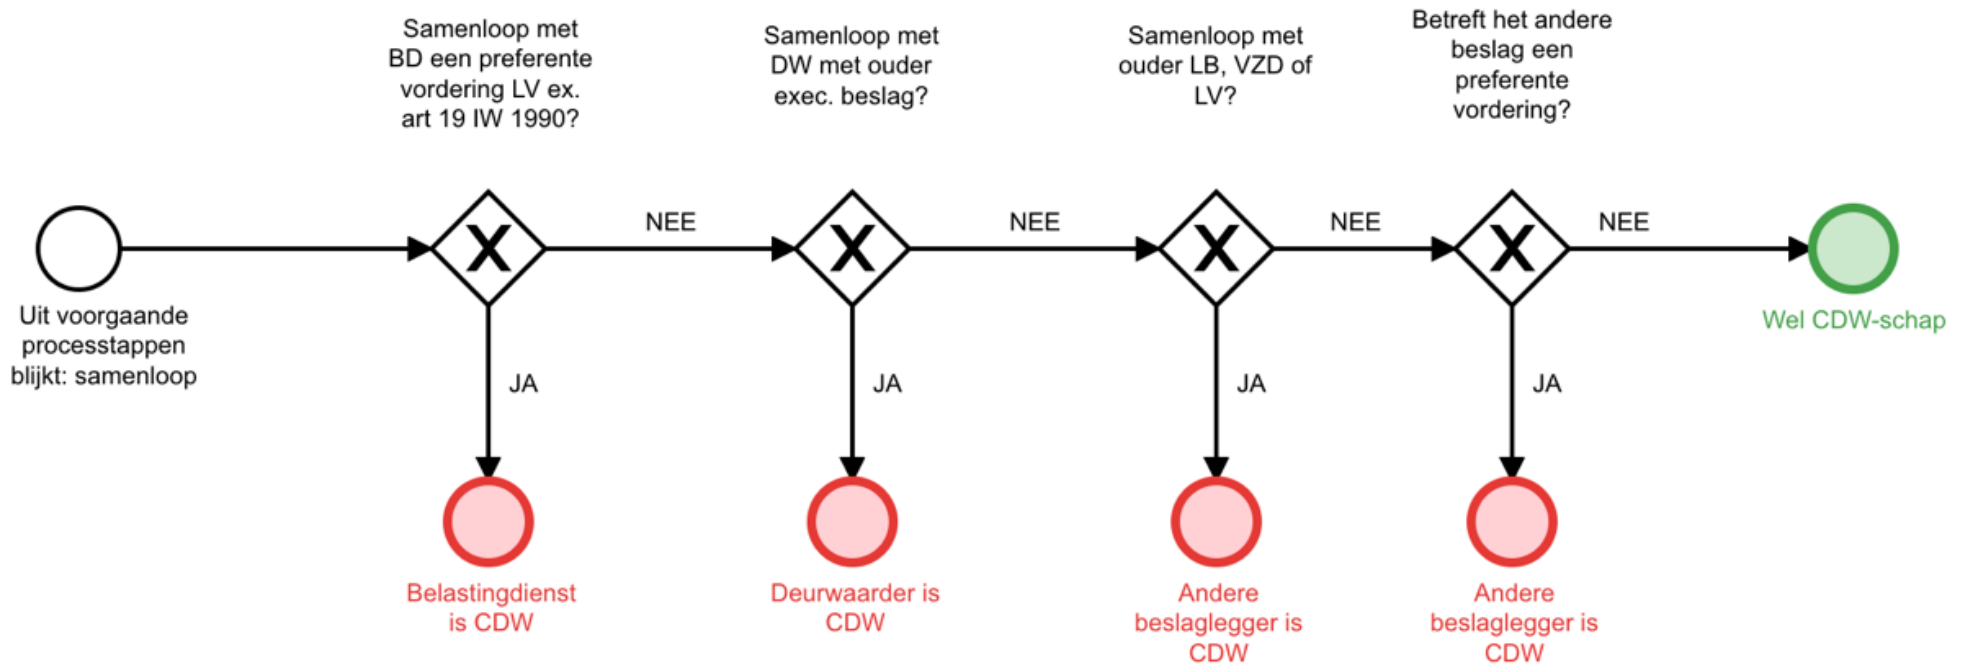 Samenloop met
BD een preferente
vordering LV ex.
art 19 IW 1990?
Samenloop met
DW met ouder
exec. beslag?
Samenloop met
ouder LB, VZD of
LV?
Betreft het andere
beslag een
preferente
vordering?
X
NEE
X
NEE
X
NEE
X
NEE
Uit voorgaande
processtappen
blijkt: samenloop
Wel CDW-schap
JA
JA
JA
JA
Belastingdienst
is CDW
Deurwaarder is
CDW
Andere
beslaglegger is
CDW
Andere
beslaglegger is
CDW